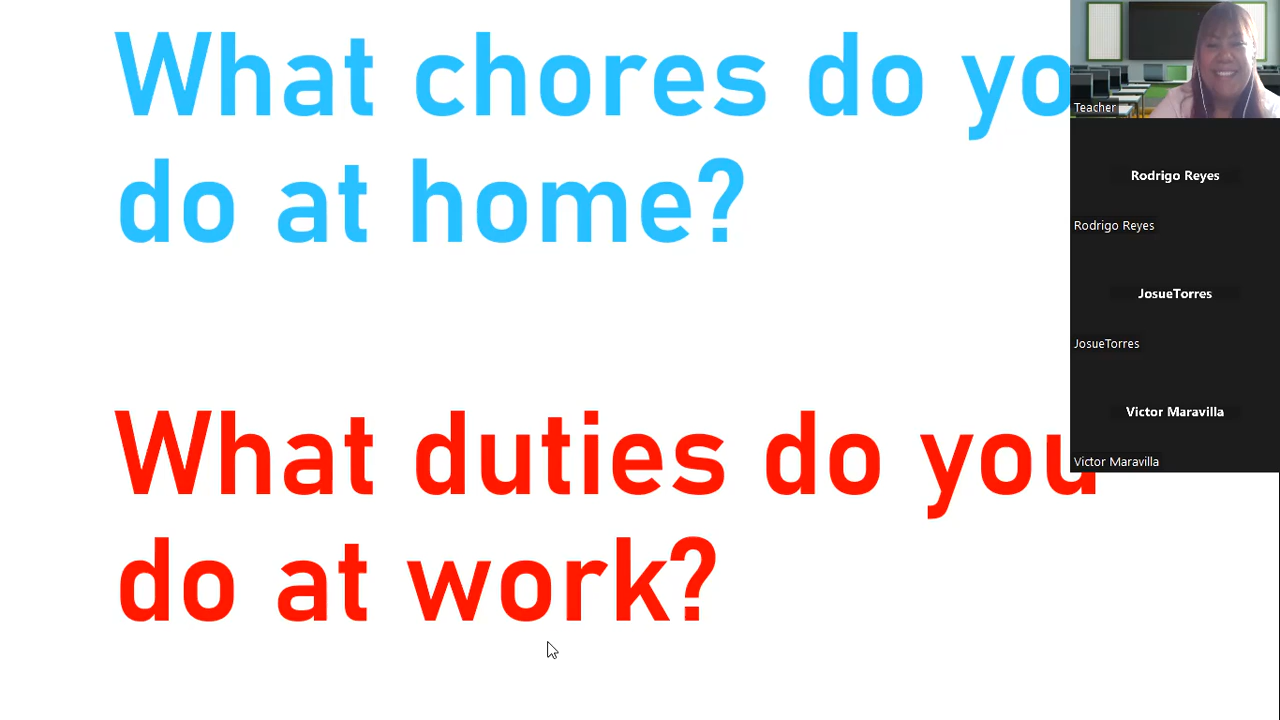 What chores do yo
do at home?
What duties do you
do at work?
Teacher
Rodrigo Reyes
Rodrigo Reyes
JosueTorres
JosueTorres
Victor Maravilla
Victor Maravilla